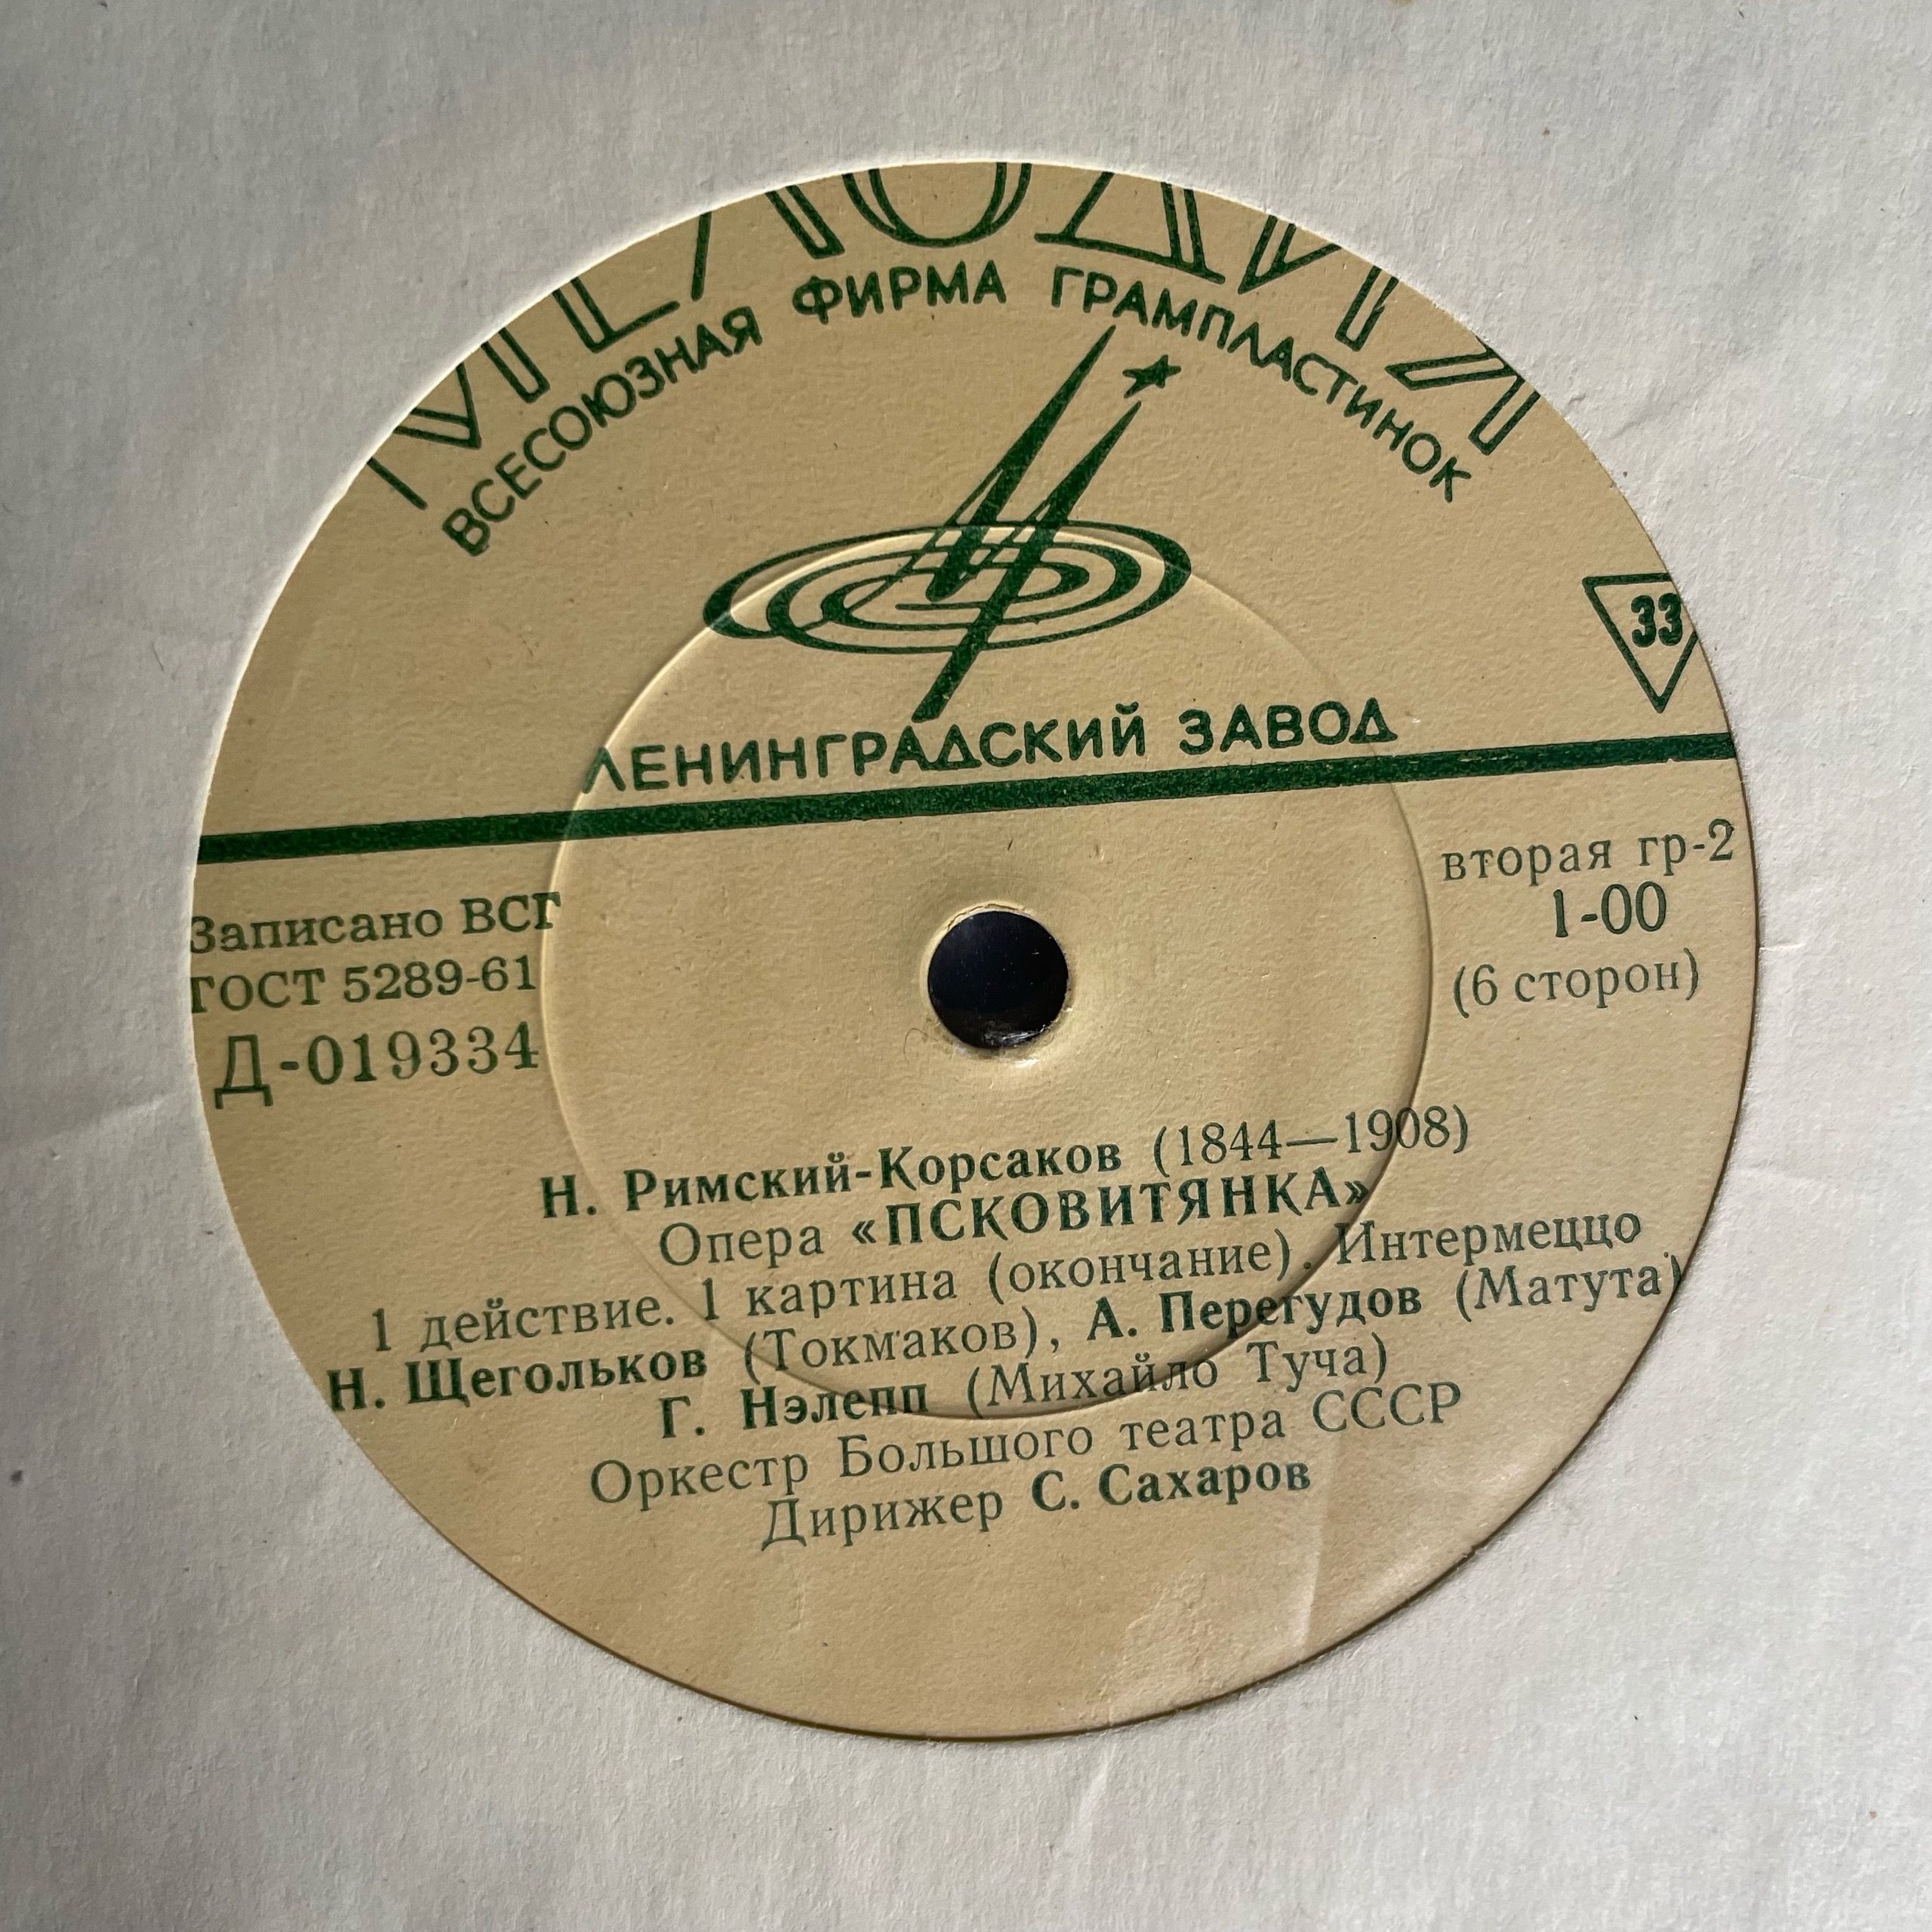 МЕЛОДИЯ
ВСЕСОЮЗНАЯ ФИРМА ГРАМПЛАСТИНОК
33
ЛЕНИНГРАДСКИЙ ЗАВОД
Записано ВСГ
ГОСТ 5289-61
Д-019334
вторая гр-2
1-00
(6 сторон)
Н. Римский-Корсаков (1844—1908)
Опера «ПСКОВИТЯНКА»
1 действие. 1 картина (окончание). Интермеццо
Н. Щегольков (Токмаков), А. Перегудов (Матута)
Г. Нэлепп (Михайло Туча)
Оркестр Большого театра СССР
Дирижер С. Сахаров